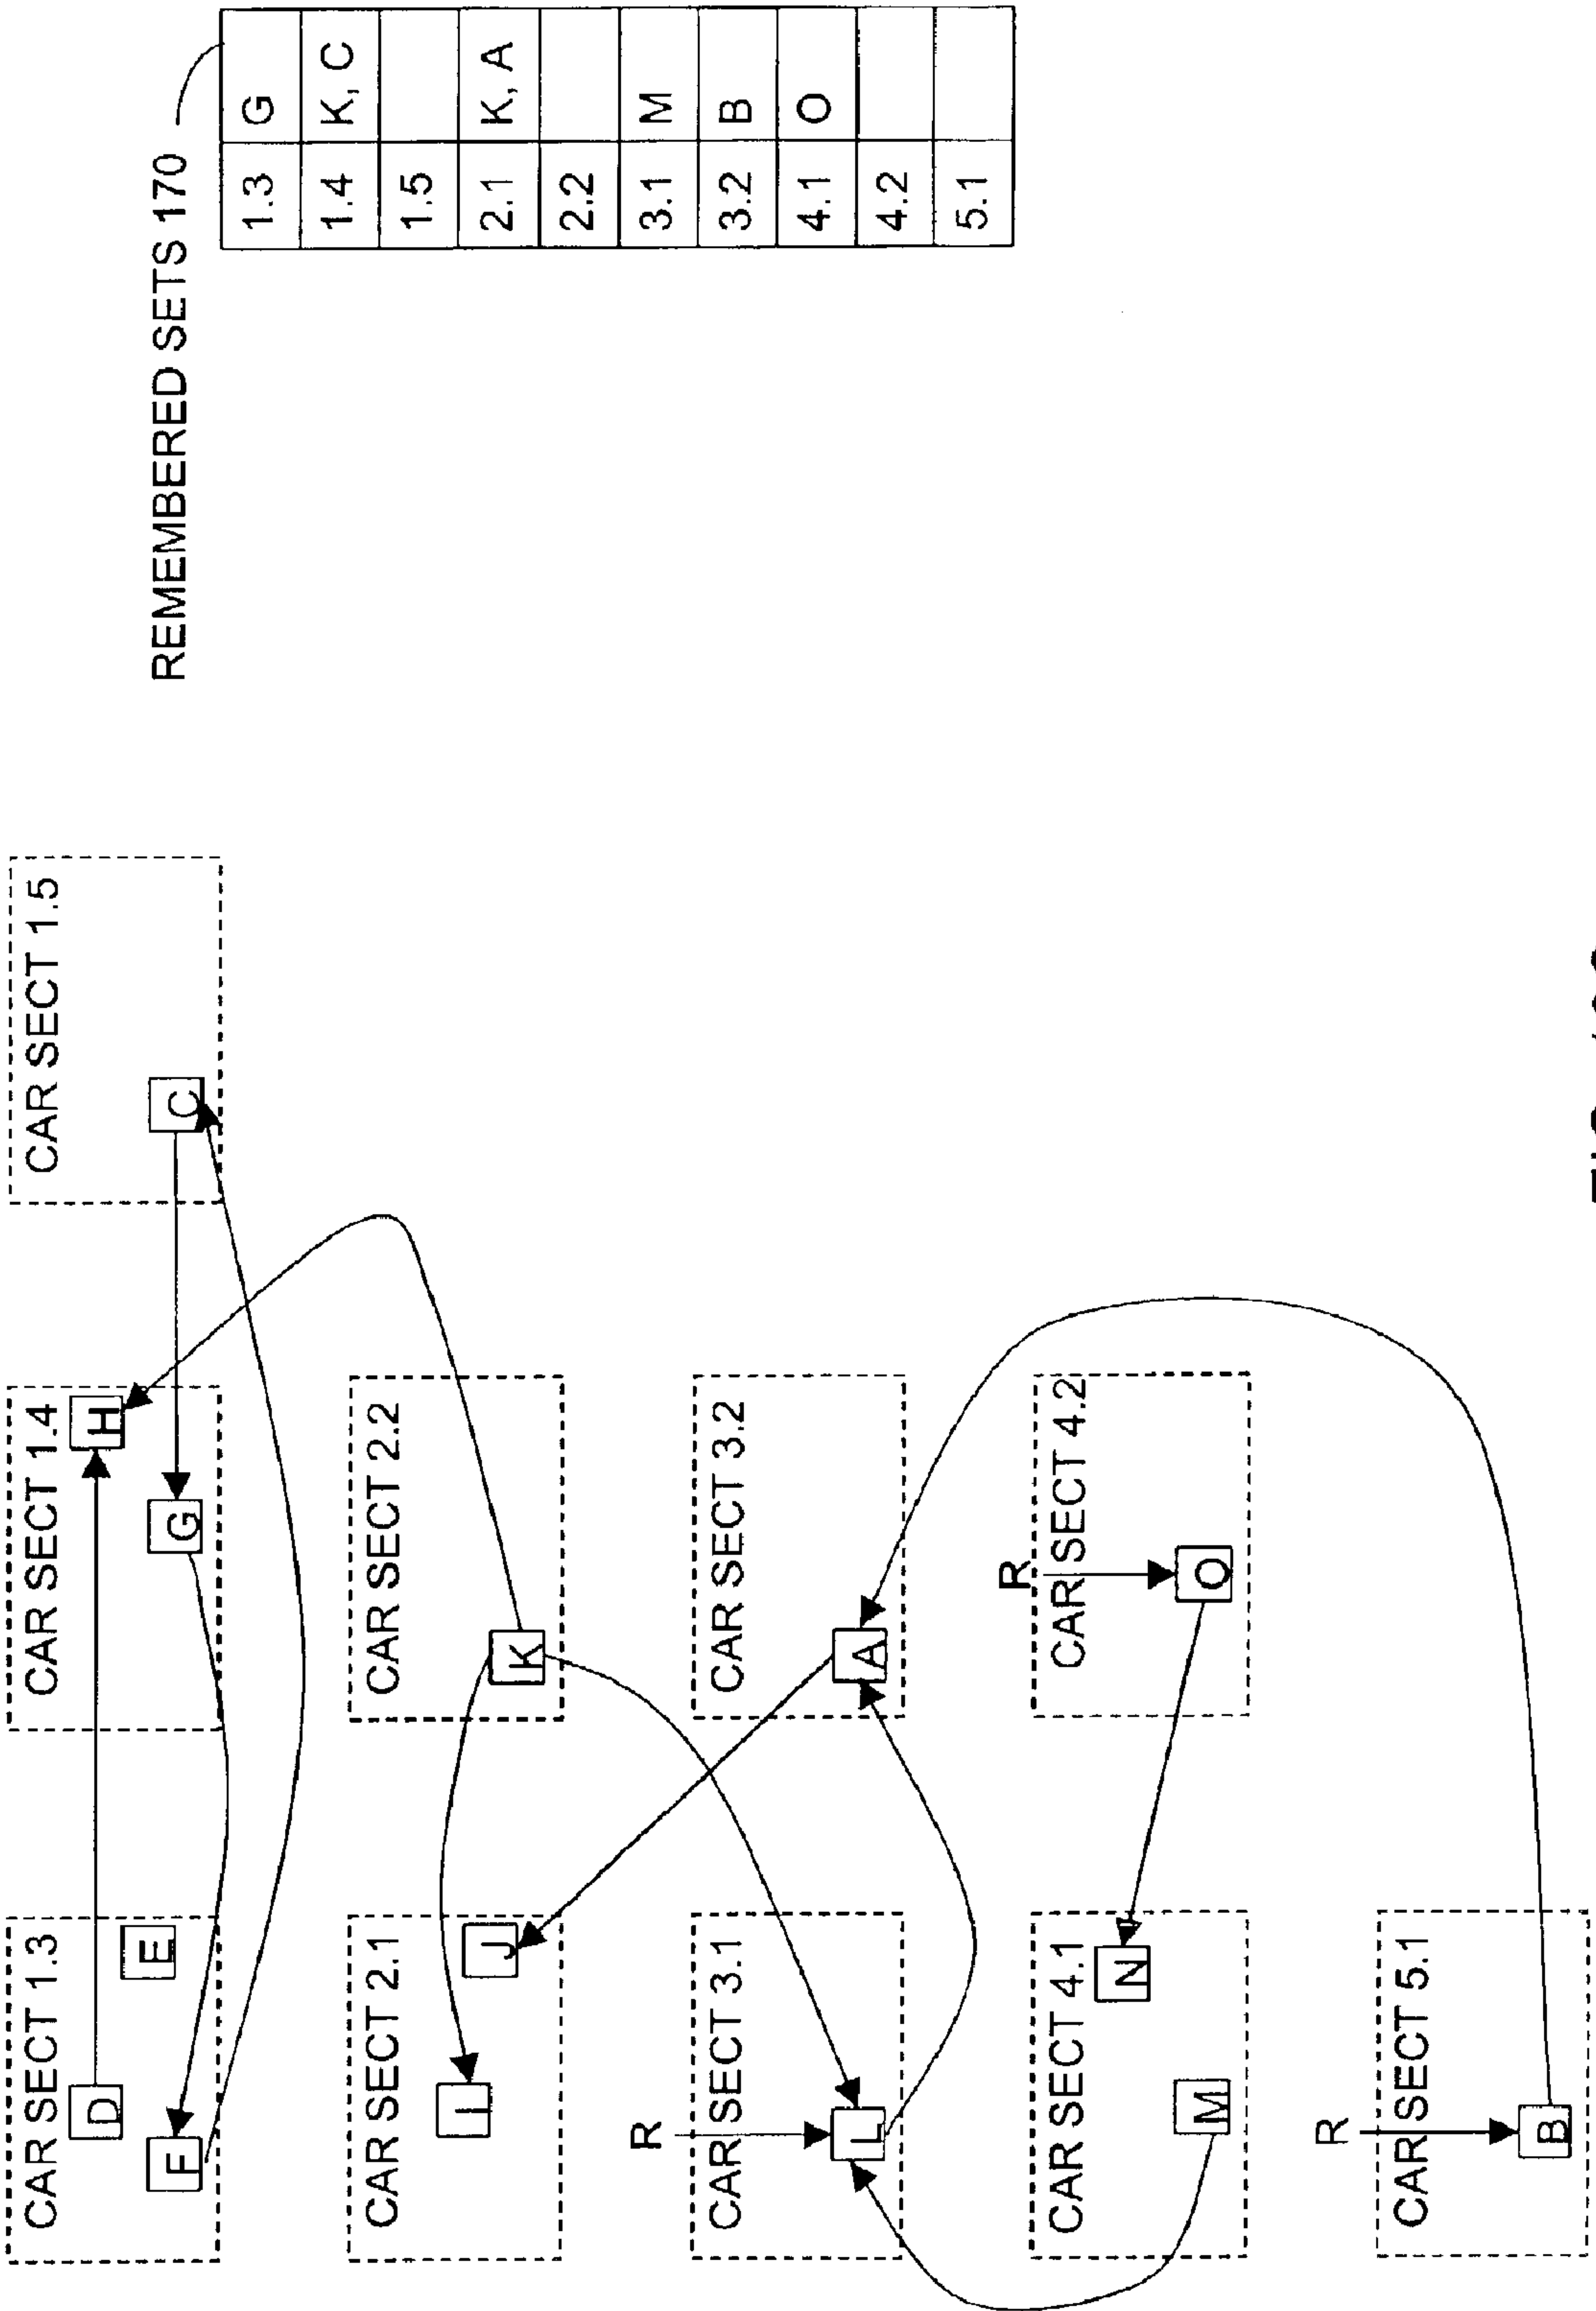 REMEMBERED SETS 170
1.3 G
1.4 K, C
1.5
2.1 K, A
2.2
3.1 M
3.2 B
4.1 O
4.2
5.1
CAR SECT 1.3
D
E
F
CAR SECT 1.4
H
G
CAR SECT 1.5
C
CAR SECT 2.1
I
J
CAR SECT 2.2
K
R
CAR SECT 3.1
L
CAR SECT 3.2
A
CAR SECT 4.1
N
M
R
CAR SECT 4.2
O
R
CAR SECT 5.1
B